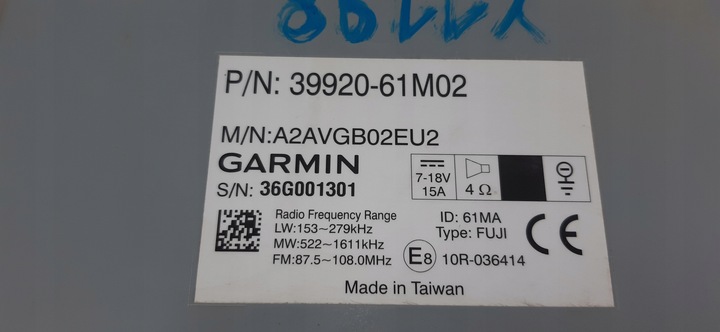 P/N: 39920-61M02
M/N:A2AVGB02EU2
GARMIN
S/N: 36G001301
7-18V
15A
4 Ω
Radio Frequency Range
LW:153~279kHz
MW:522~1611kHz
FM:87.5~108.0MHz
ID: 61MA
Type: FUJI
CE
E8 10R-036414
Made in Taiwan